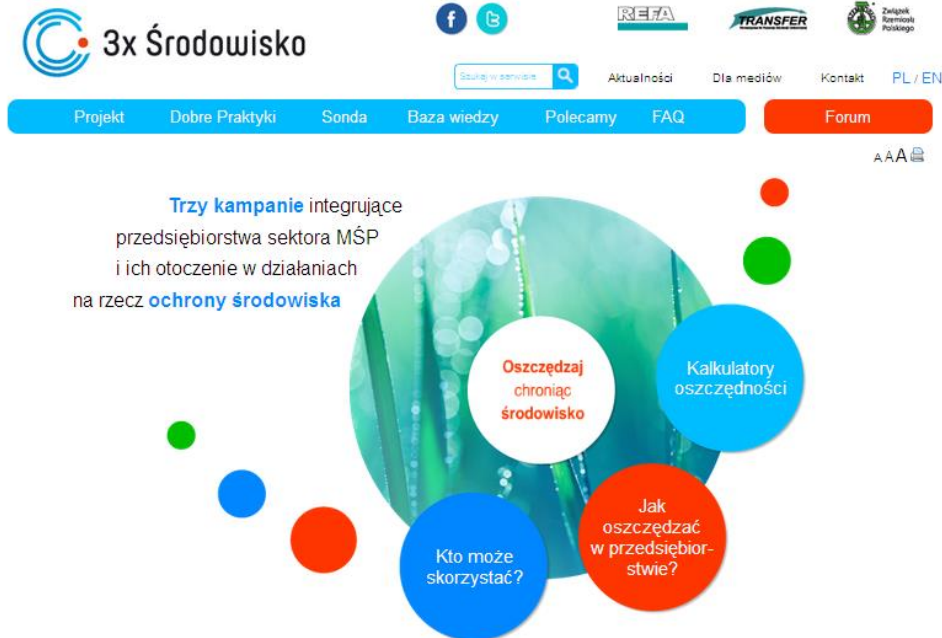 3x Środowisko
REFA
TRANSFER
Związek
Rzemiosła
Polskiego
Szukaj w serwisie
Aktualności
Dla mediów
Kontakt
PL / EN
Projekt
Dobre Praktyki
Sonda
Baza wiedzy
Polecamy
FAQ
Forum
A A A
Trzy kampanie integrujące
przedsiębiorstwa sektora MŚP
i ich otoczenie w działaniach
na rzecz ochrony środowiska
Oszczędzaj
chroniąc
środowisko
Kalkulatory
oszczędności
Jak
oszczędzać
w przedsiębior-
stwie?
Kto może
skorzystać?